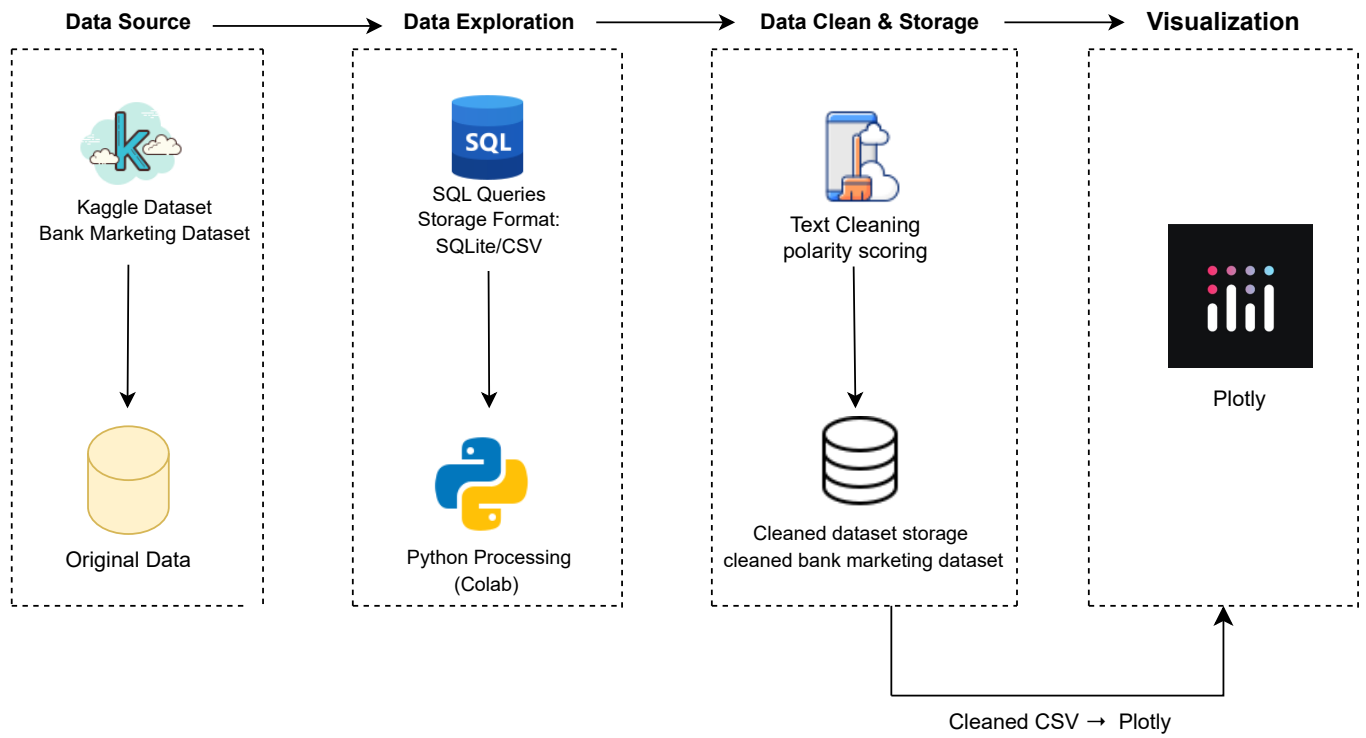 Data Source
Data Exploration
Data Clean & Storage
Visualization
k
Kaggle Dataset
Bank Marketing Dataset
Original Data
SQL
SQL Queries
Storage Format:
SQLite/CSV
Python Processing
(Colab)
Text Cleaning
polarity scoring
Cleaned dataset storage
cleaned bank marketing dataset
Plotly
Cleaned CSV → Plotly